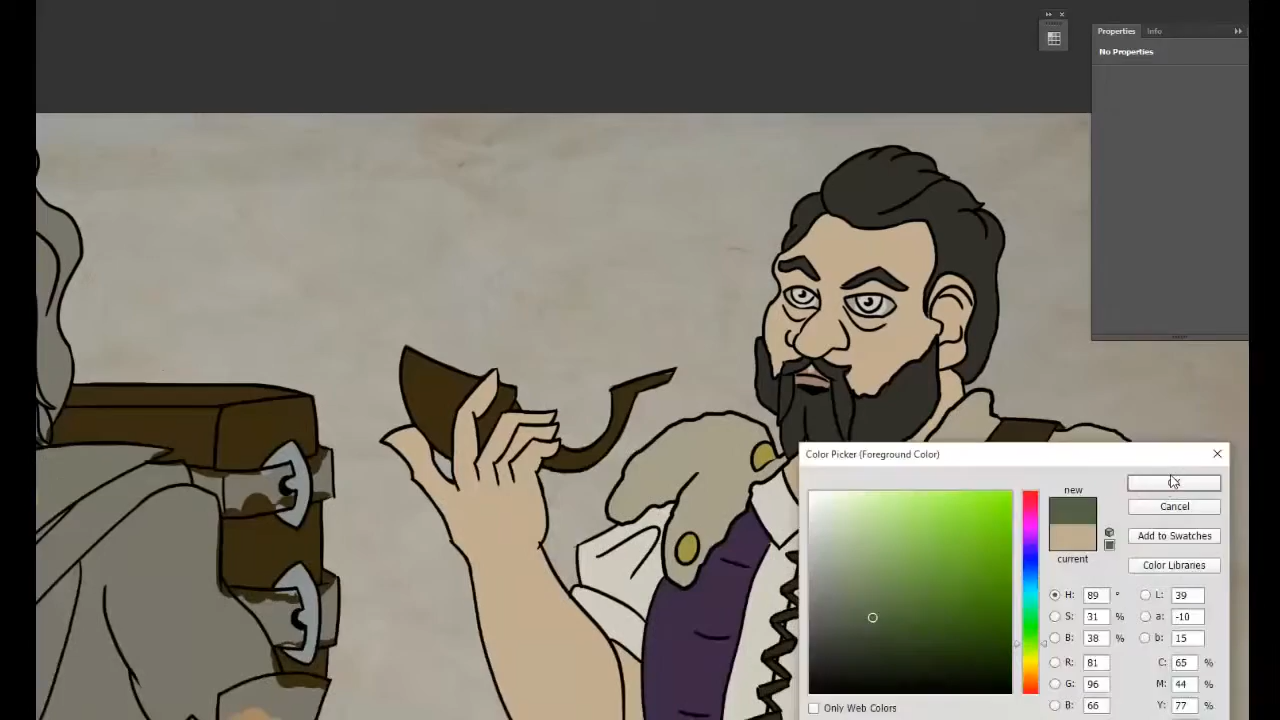 Properties Info
No Properties
Color Picker (Foreground Color)
new
current
Cancel
Add to Swatches
Color Libraries
H: 89 °
S: 31 %
B: 38 %
R: 81
G: 96
B: 66
L: 39
a: -10
b: 15
C: 65 %
M: 44 %
Y: 77 %
Only Web Colors